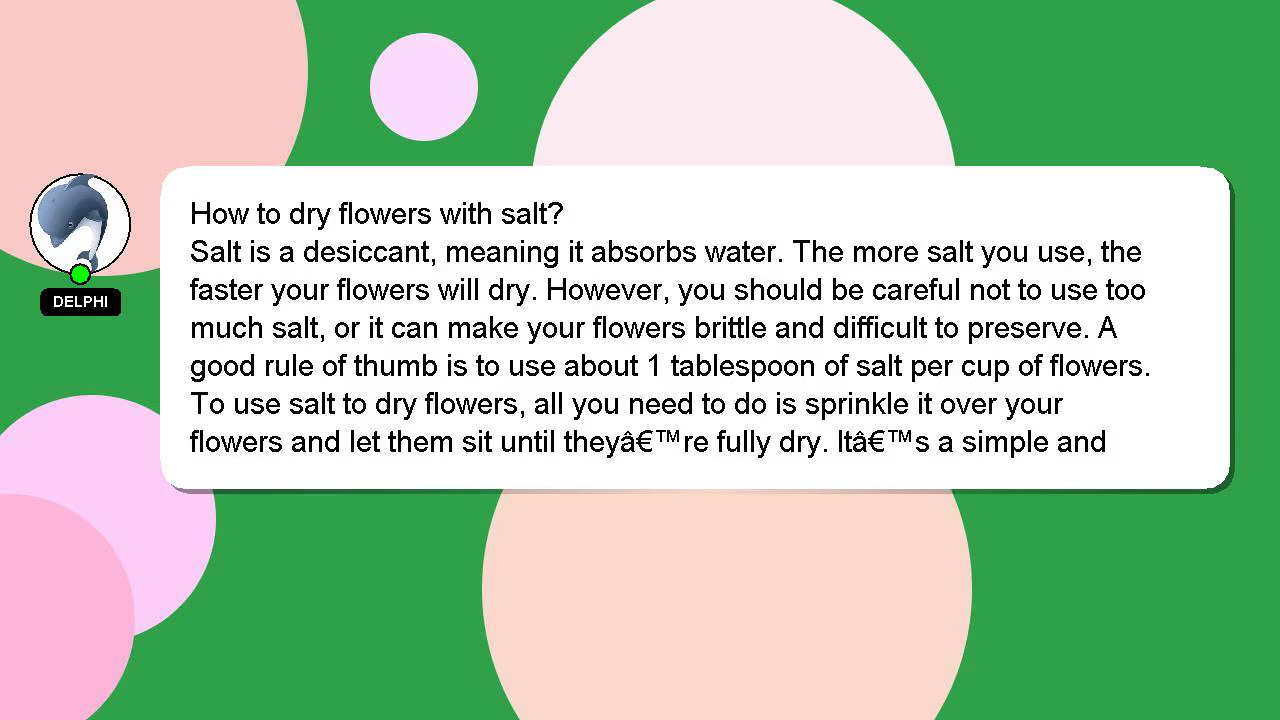 How to dry flowers with salt?
Salt is a desiccant, meaning it absorbs water. The more salt you use, the
faster your flowers will dry. However, you should be careful not to use too
much salt, or it can make your flowers brittle and difficult to preserve. A
good rule of thumb is to use about 1 tablespoon of salt per cup of flowers.
To use salt to dry flowers, all you need to do is sprinkle it over your
flowers and let them sit until theyâ€™re fully dry. Itâ€™s a simple and
DELPHI